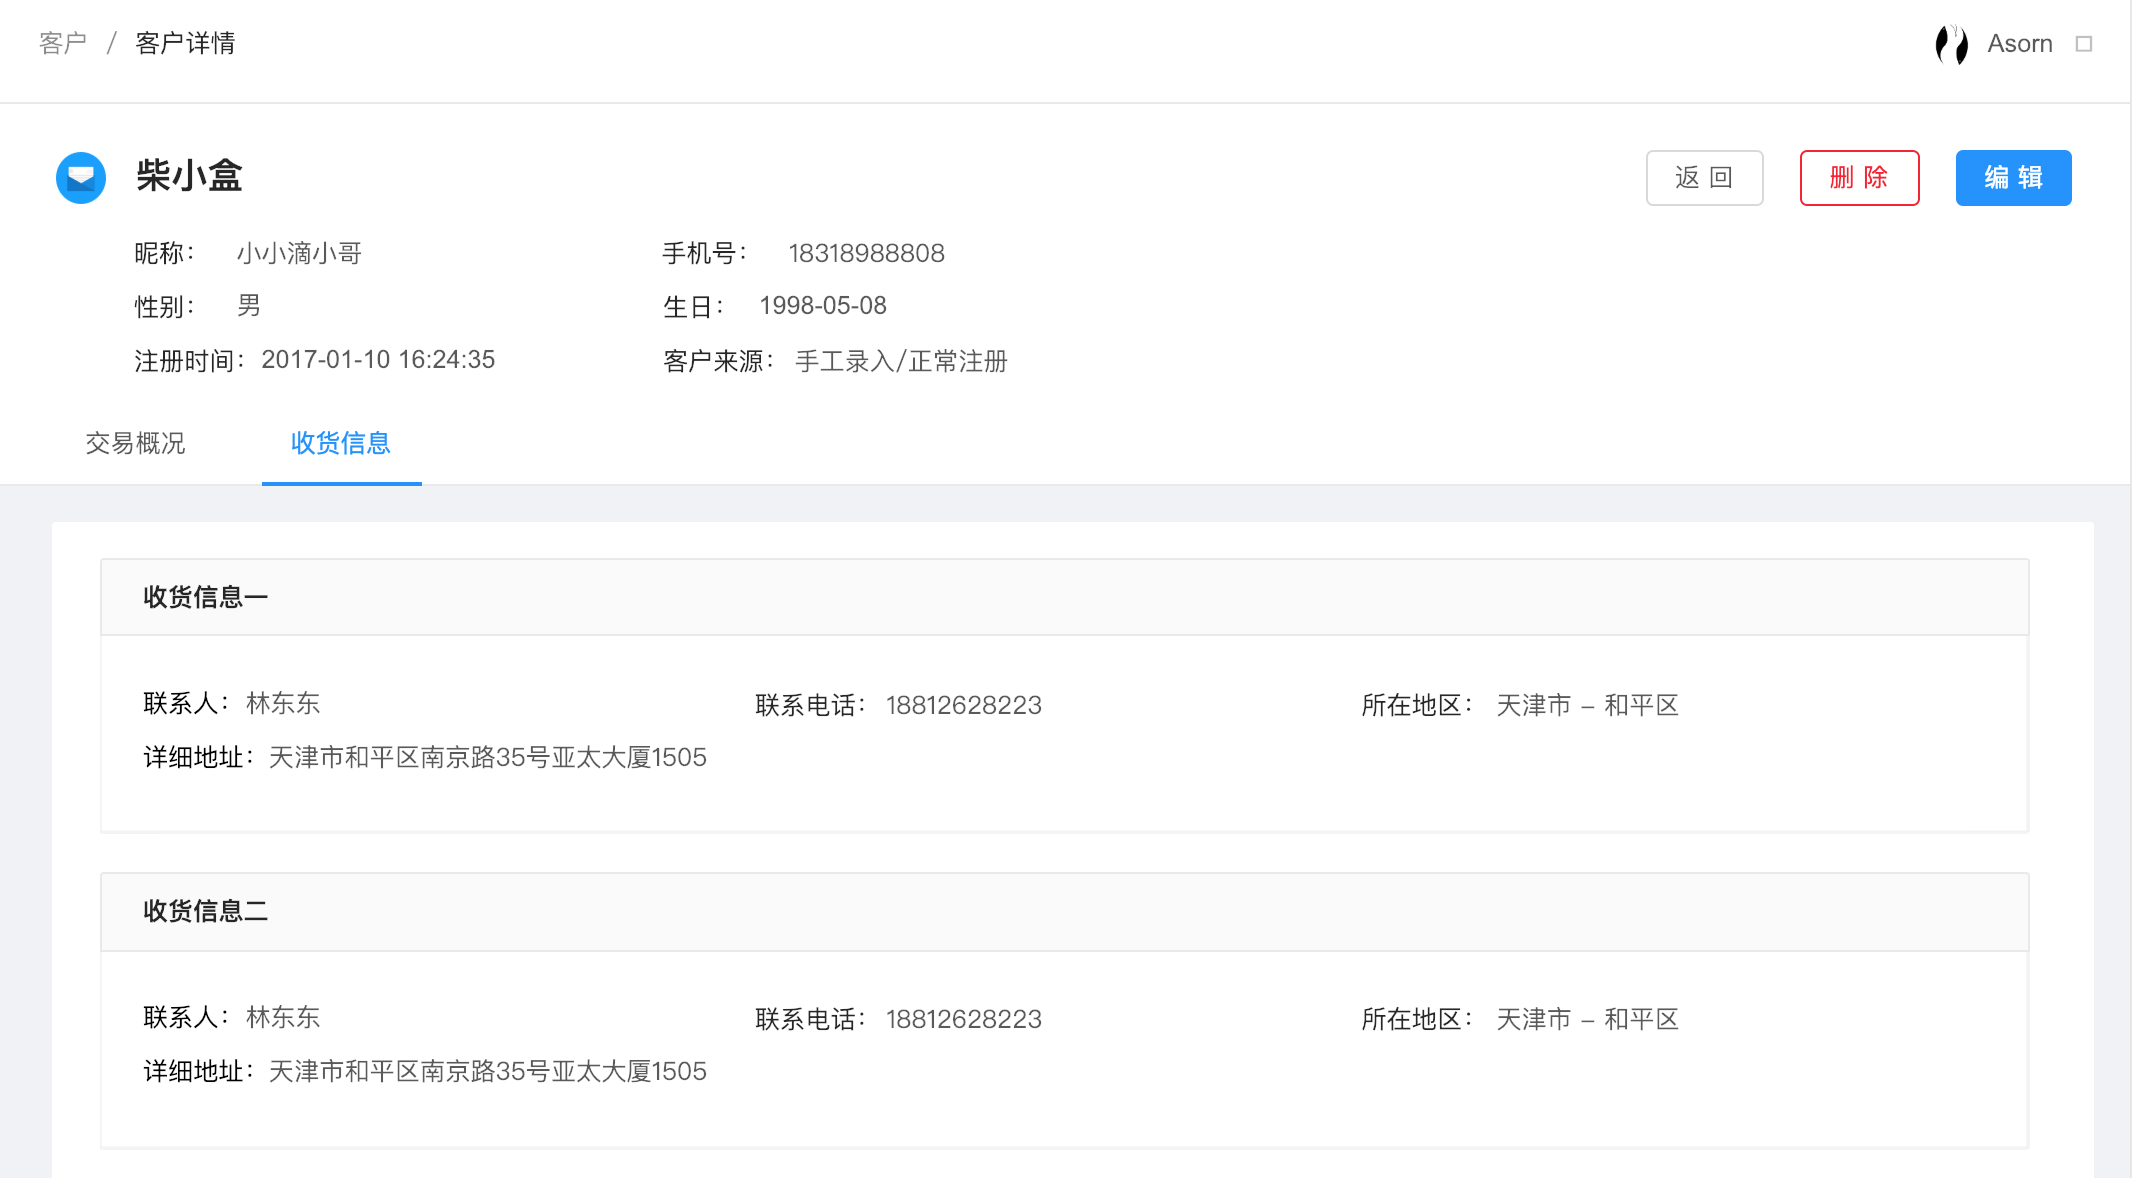 客户 / 客户详情 Asorn
柴小盒 返 回 删 除 编 辑
昵称： 小小滴小哥 手机号： 18318988808
性别： 男 生日： 1998-05-08
注册时间： 2017-01-10 16:24:35 客户来源： 手工录入/正常注册
交易概况 收货信息
收货信息一
联系人： 林东东 联系电话： 18812628223 所在地区： 天津市 – 和平区
详细地址： 天津市和平区南京路35号亚太大厦1505
收货信息二
联系人： 林东东 联系电话： 18812628223 所在地区： 天津市 – 和平区
详细地址： 天津市和平区南京路35号亚太大厦1505